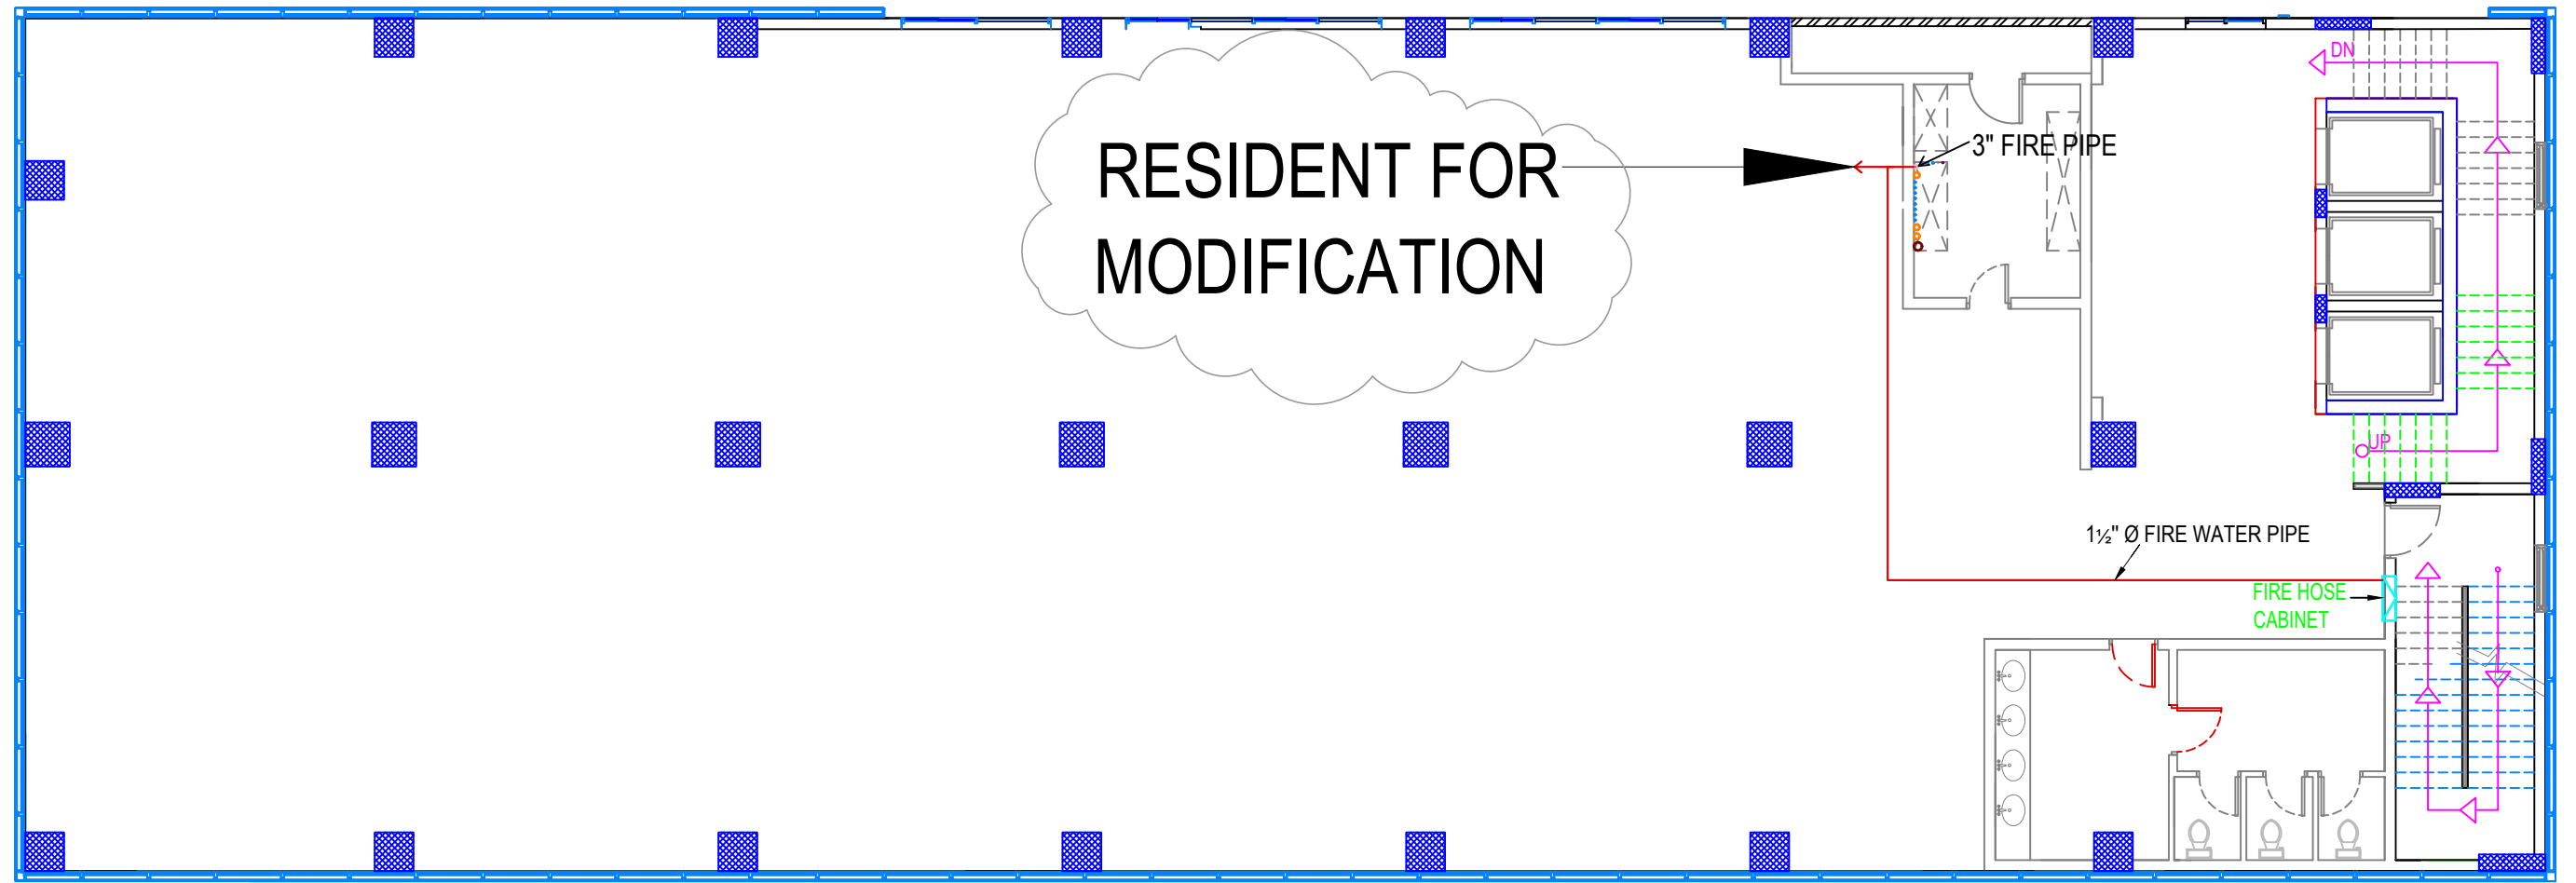 DN
RESIDENT FOR
MODIFICATION
3" FIRE PIPE
UP
1½" Ø FIRE WATER PIPE
FIRE HOSE
CABINET